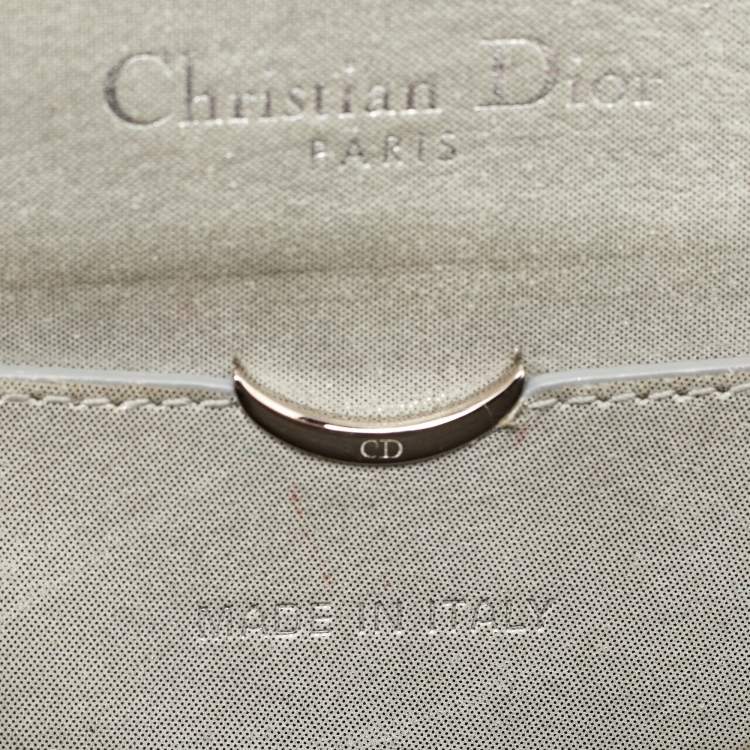 Christian Dior
PARIS
CD
MADE IN ITALY